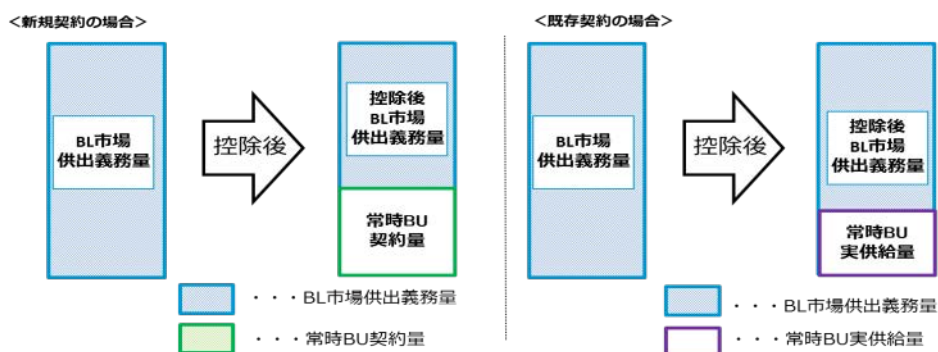 <新規契約の場合>
BL市場
供出義務量
控除後
控除後
BL市場
供出義務量
常時BU
契約量
・・・BL市場供出義務量
・・・常時BU契約量
<既存契約の場合>
BL市場
供出義務量
控除後
控除後
BL市場
供出義務量
常時BU
実供給量
・・・BL市場供出義務量
・・・常時BU実供給量